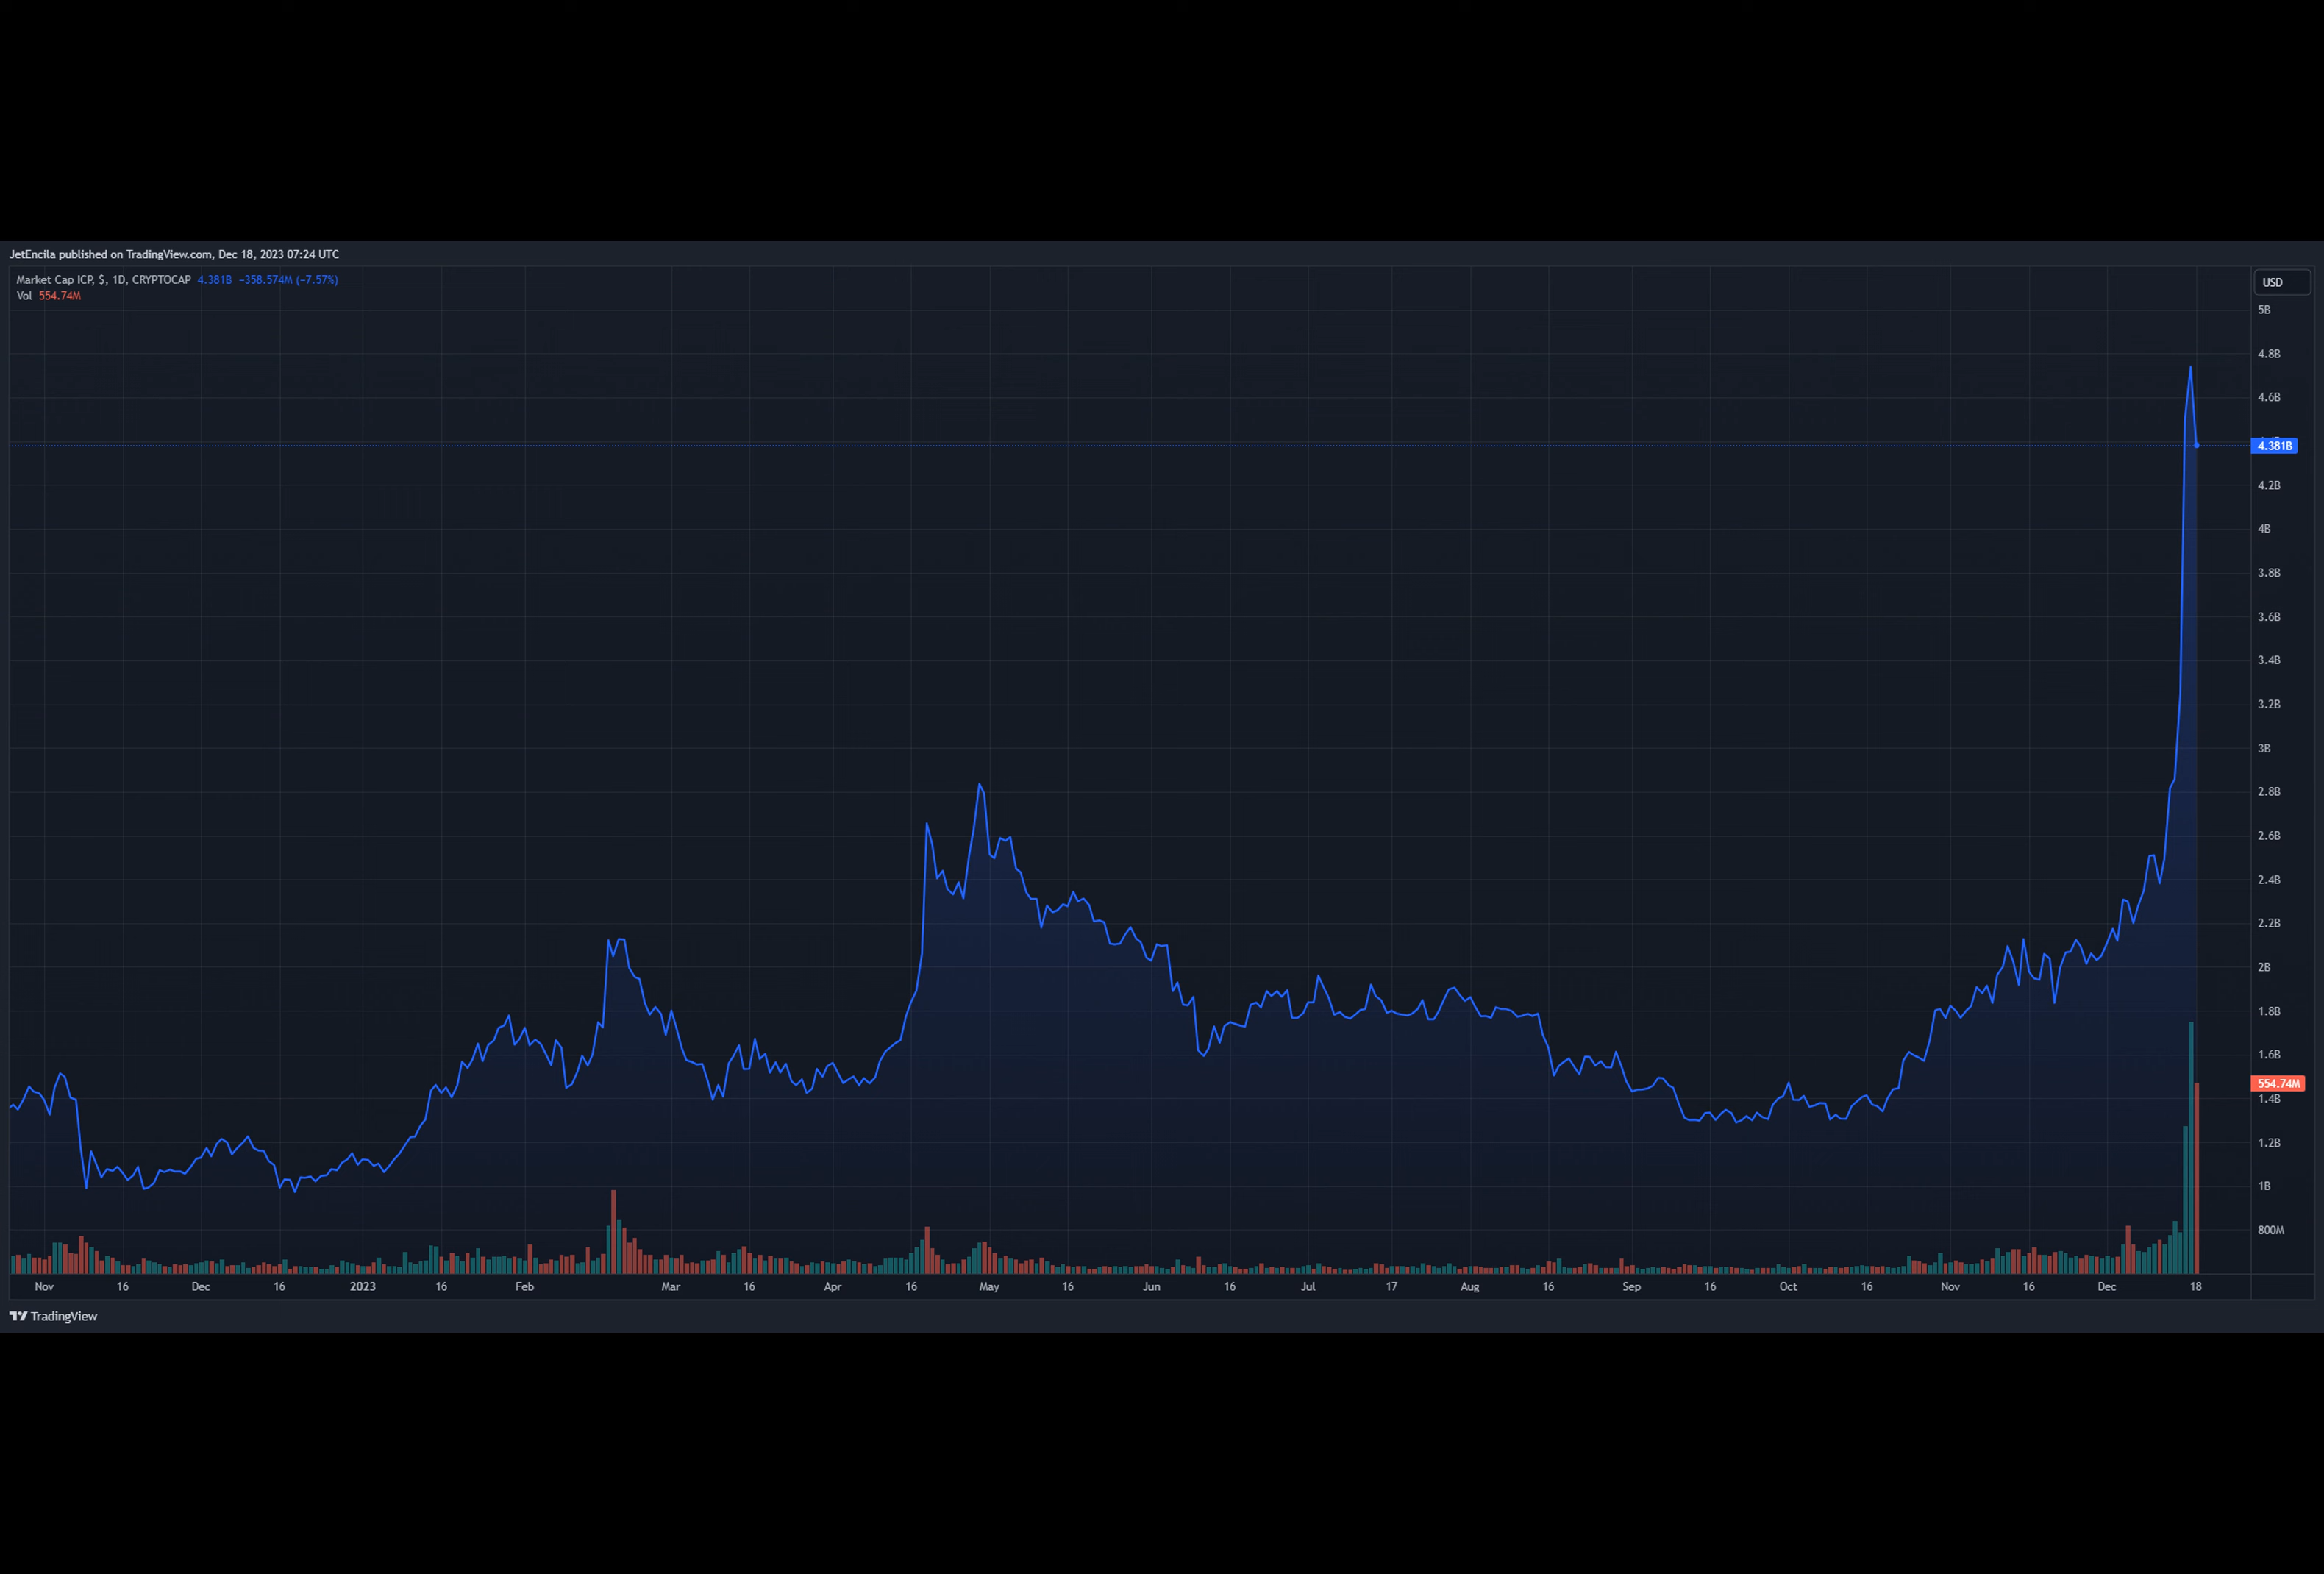 JetEncila published on TradingView.com, Dec 18, 2023 07:24 UTC
Market Cap ICP, $, 1D, CRYPTOCAP 4.381B −358.574M (−7.57%)
Vol 554.74M
USD
5B
4.8B
4.6B
4.381B
4.2B
4B
3.8B
3.6B
3.4B
3.2B
3B
2.8B
2.6B
2.4B
2.2B
2B
1.8B
1.6B
554.74M
1.4B
1.2B
1B
800M
Nov 16 Dec 16 2023 16 Feb Mar 16 Apr 16 May 16 Jun 16 Jul 17 Aug 16 Sep 16 Oct 16 Nov 16 Dec 18
TradingView